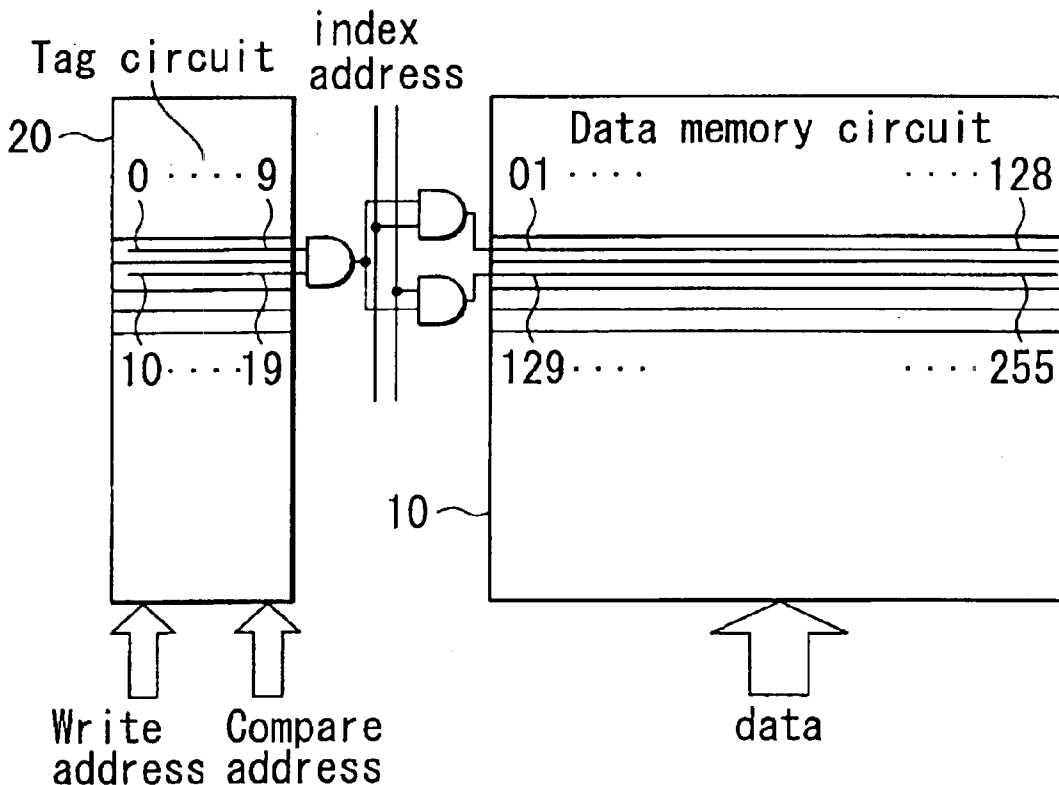 index
address
Tag circuit
20
Data memory circuit
0 ···· 9
01 ···· ···· 128
10 ···· 19
129 ···· ···· 255
10
Write
address
Compare
address
data